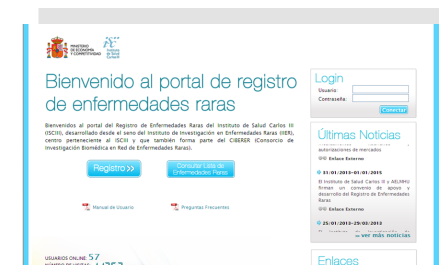 MINISTERIO
DE ECONOMÍA
Y COMPETITIVIDAD
Instituto
de Salud
Carlos III
Bienvenido al portal de registro
de enfermedades raras
Bienvenidos al portal del Registro de Enfermedades Raras del Instituto de Salud Carlos III
(ISCIII), desarrollado desde el seno del Instituto de Investigación en Enfermedades Raras (IIER),
centro perteneciente al ISCIII y que también forma parte del CIBERER (Consorcio de
Investigación Biomédica en Red de Enfermedades Raras).
Registro >>
Consultar Lista de
Enfermedades Raras
Manual de Usuario
Preguntas Frecuentes
USUARIOS ONLINE: 57
Login
Usuario:
Contraseña:
Conectar
Últimas Noticias
autorizaciones de mercados
Enlace Externo
31/01/2013-01/01/2015
El Instituto de Salud Carlos III y AELMHU
firman un convenio de apoyo y
desarrollo del Registro de Enfermedades
Raras
Enlace Externo
25/01/2013-29/03/2013
»» ver más noticias
Enlaces